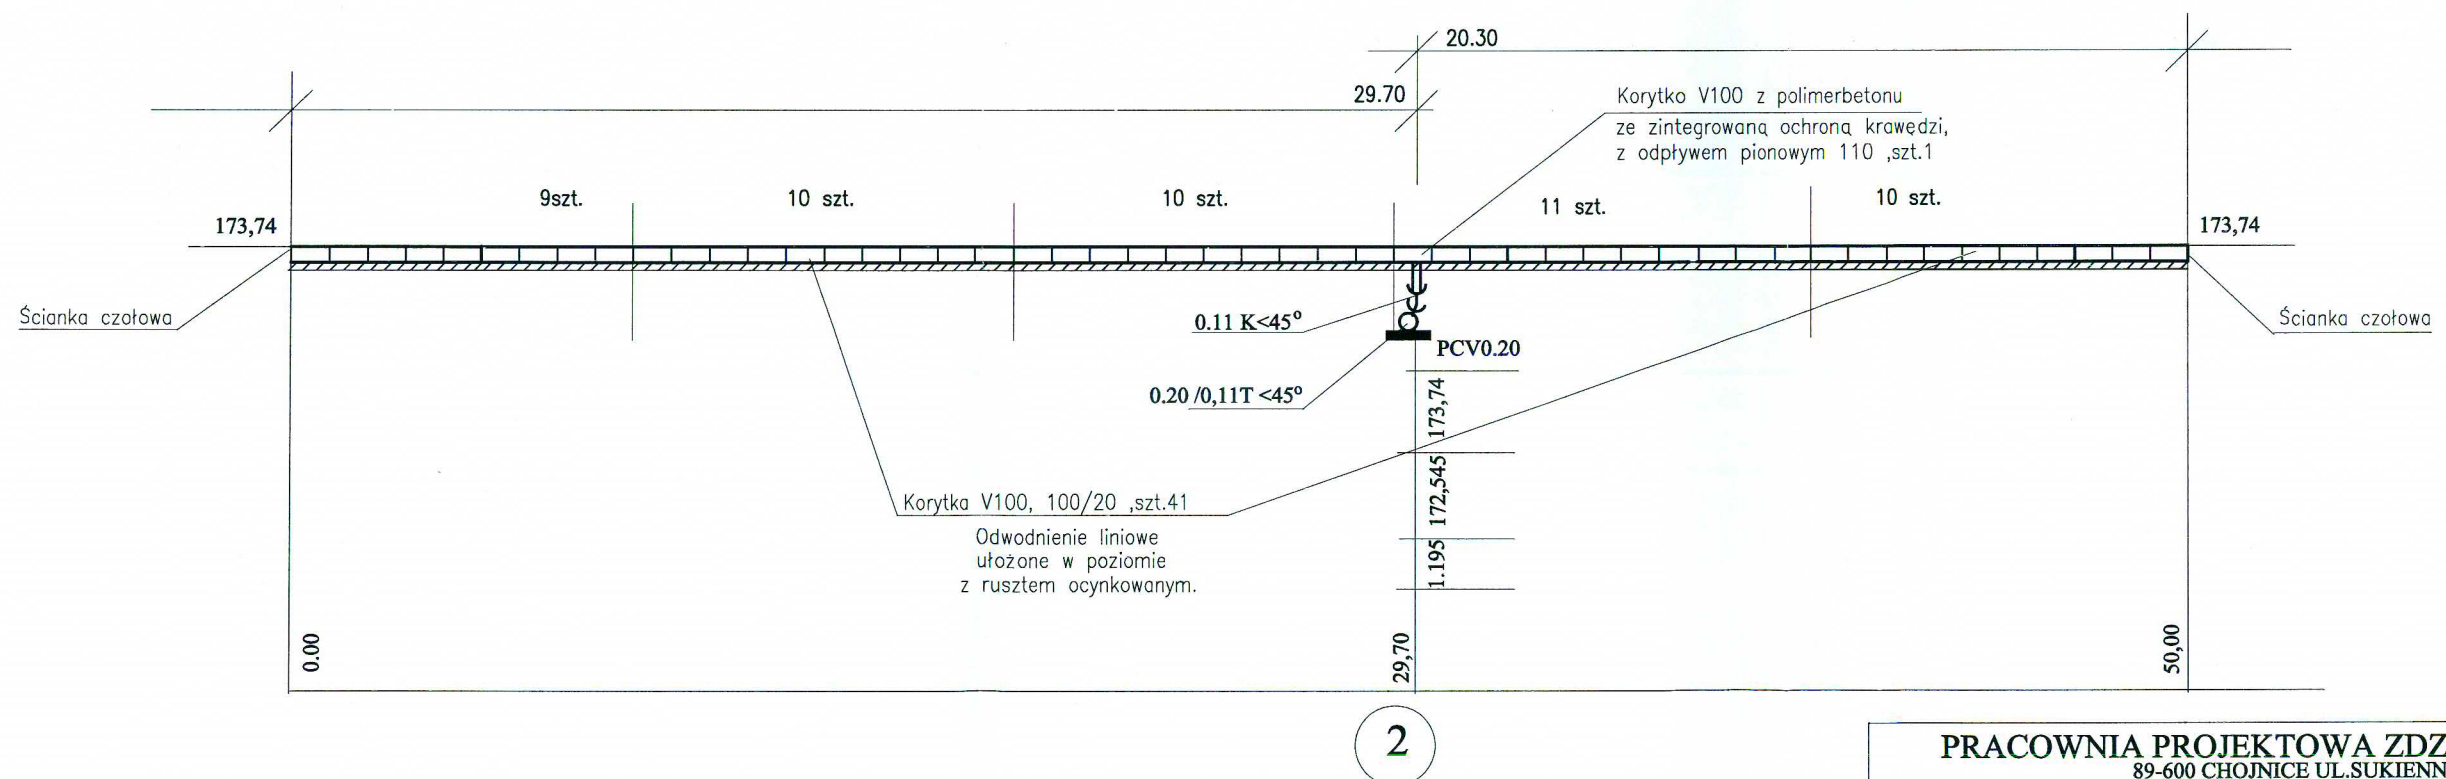 20.30
29.70
Korytko V100 z polimerbetonu
ze zintegrowaną ochroną krawędzi,
z odpływem pionowym 110 ,szt.1
9szt.
10 szt.
10 szt.
11 szt.
10 szt.
173,74
173,74
Ścianka czołowa
Ścianka czołowa
0.11 K<45°
PCV0.20
0.20 /0,11T <45°
173,74
172,545
1.195
Korytka V100, 100/20 ,szt.41
Odwodnienie liniowe
ułożone w poziomie
z rusztem ocynkowanym.
0.00
29,70
50,00
2
PRACOWNIA PROJEKTOWA ZDZ
89-600 CHOJNICE UL.SUKIENN